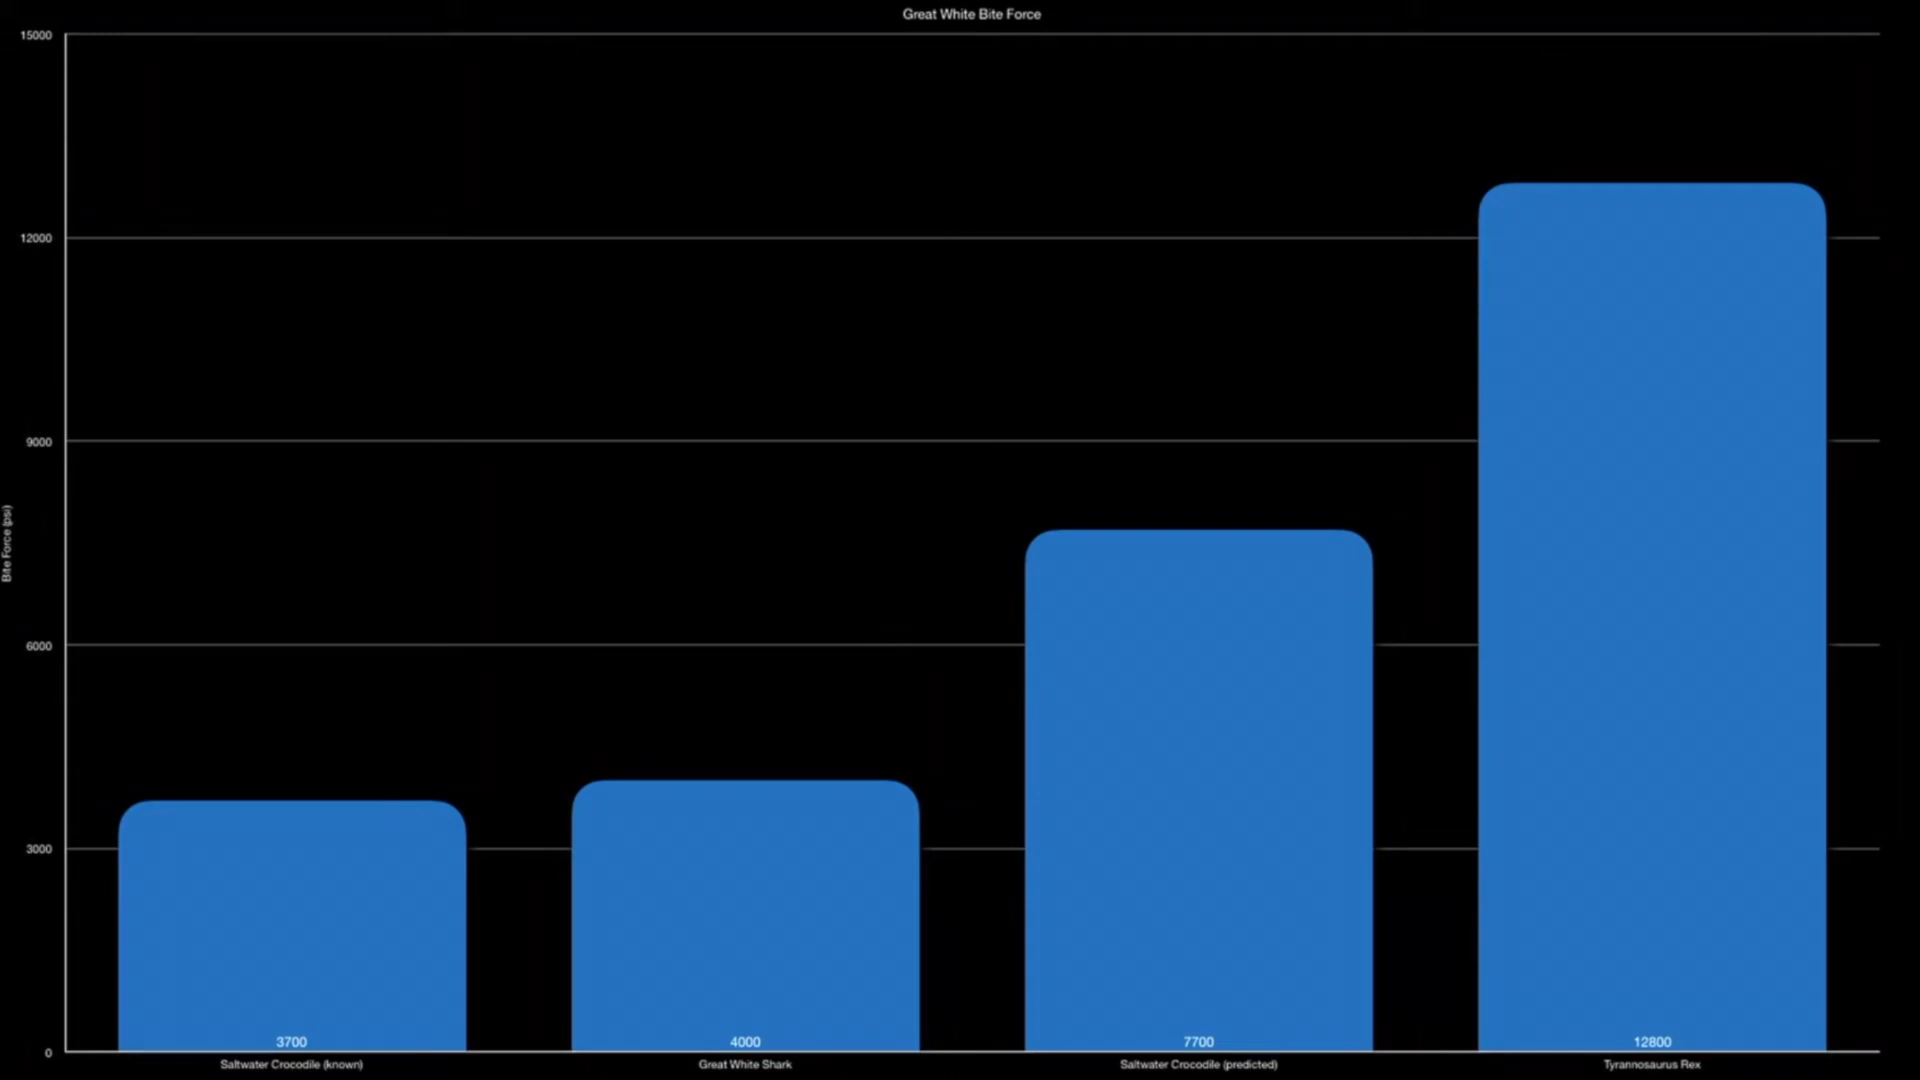 Great White Bite Force
15000
12000
9000
6000
3000
0
Bite Force (psi)
3700
4000
7700
12800
Saltwater Crocodile (known)
Great White Shark
Saltwater Crocodile (predicted)
Tyrannosaurus Rex